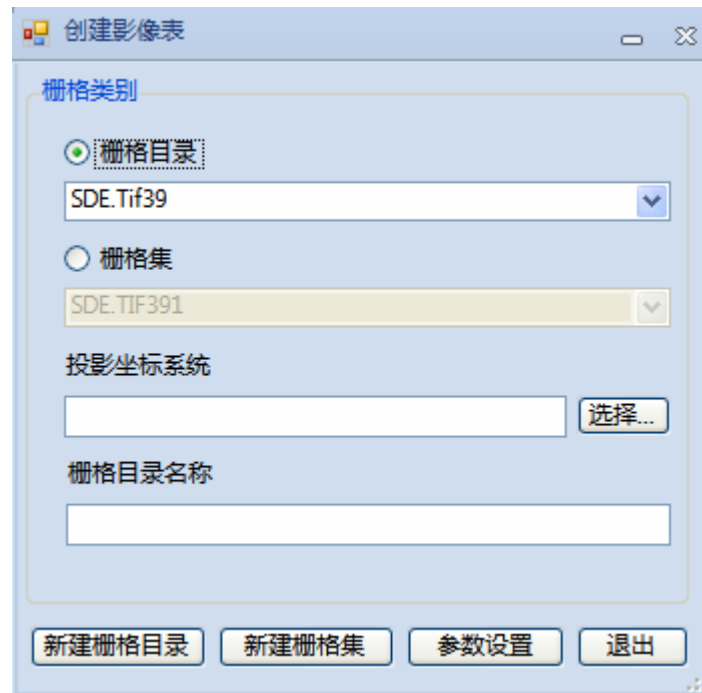 创建影像表
栅格类别
栅格目录
SDE.Tif39
栅格集
SDE.TIF391
投影坐标系统
选择...
栅格目录名称
新建栅格目录 新建栅格集 参数设置 退出